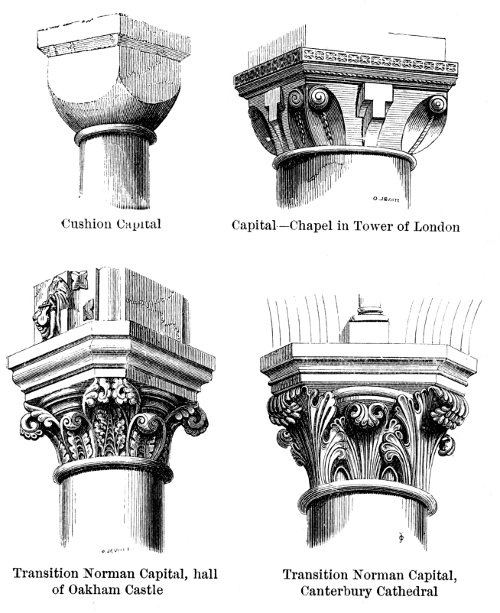 Cushion Capital
Capital—Chapel in Tower of London
O. JEWITT
O. JEWITT
Transition Norman Capital, hall
of Oakham Castle
Transition Norman Capital,
Canterbury Cathedral